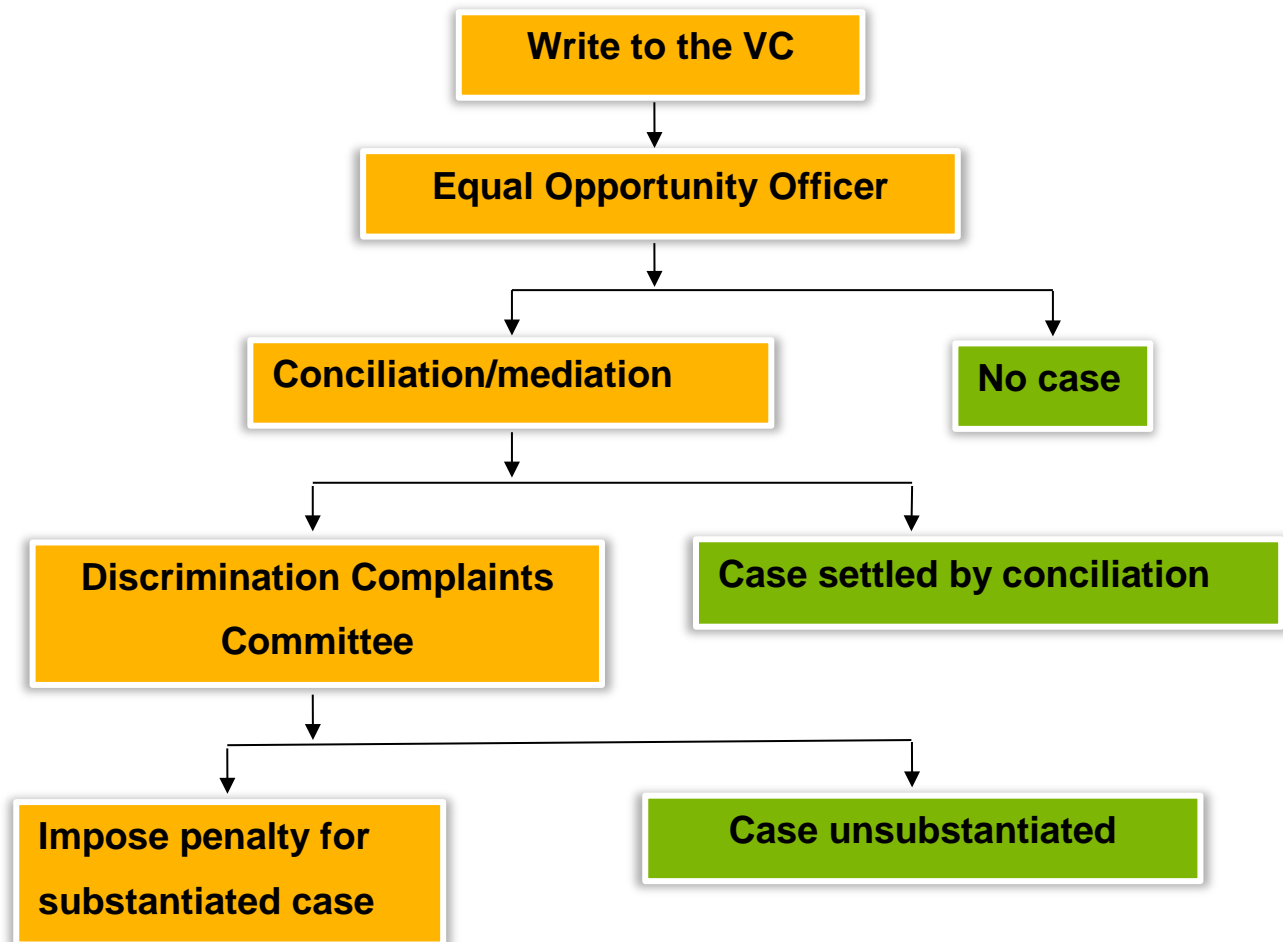 Write to the VC
Equal Opportunity Officer
Conciliation/mediation
No case
Discrimination Complaints
Committee
Case settled by conciliation
Impose penalty for
substantiated case
Case unsubstantiated